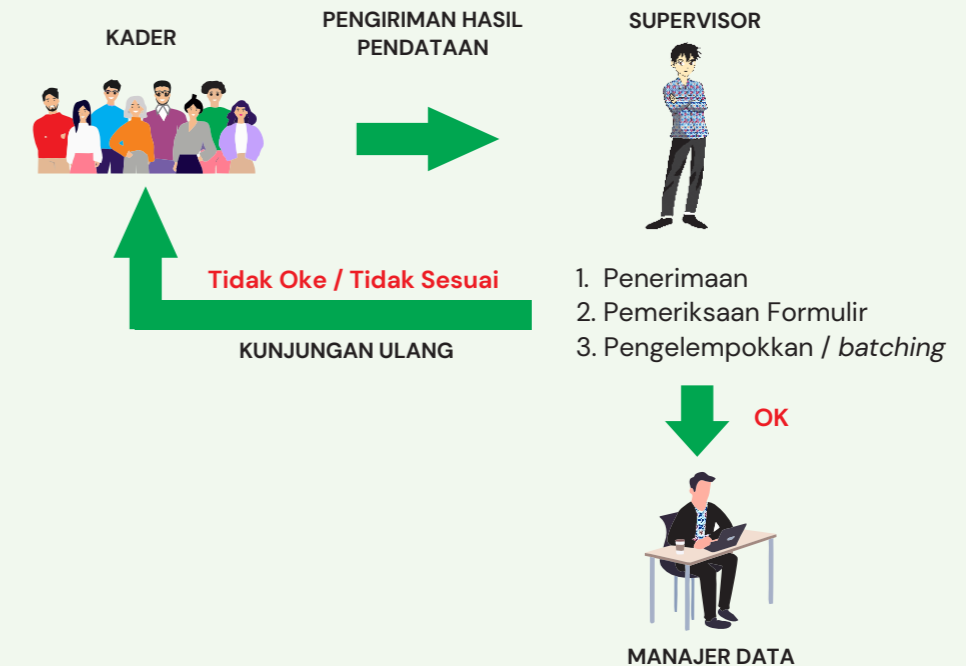 KADER
PENGIRIMAN HASIL
PENDATAAN
SUPERVISOR
Tidak Oke / Tidak Sesuai
KUNJUNGAN ULANG
1. Penerimaan
2. Pemeriksaan Formulir
3. Pengelempokkan / batching
OK
MANAJER DATA